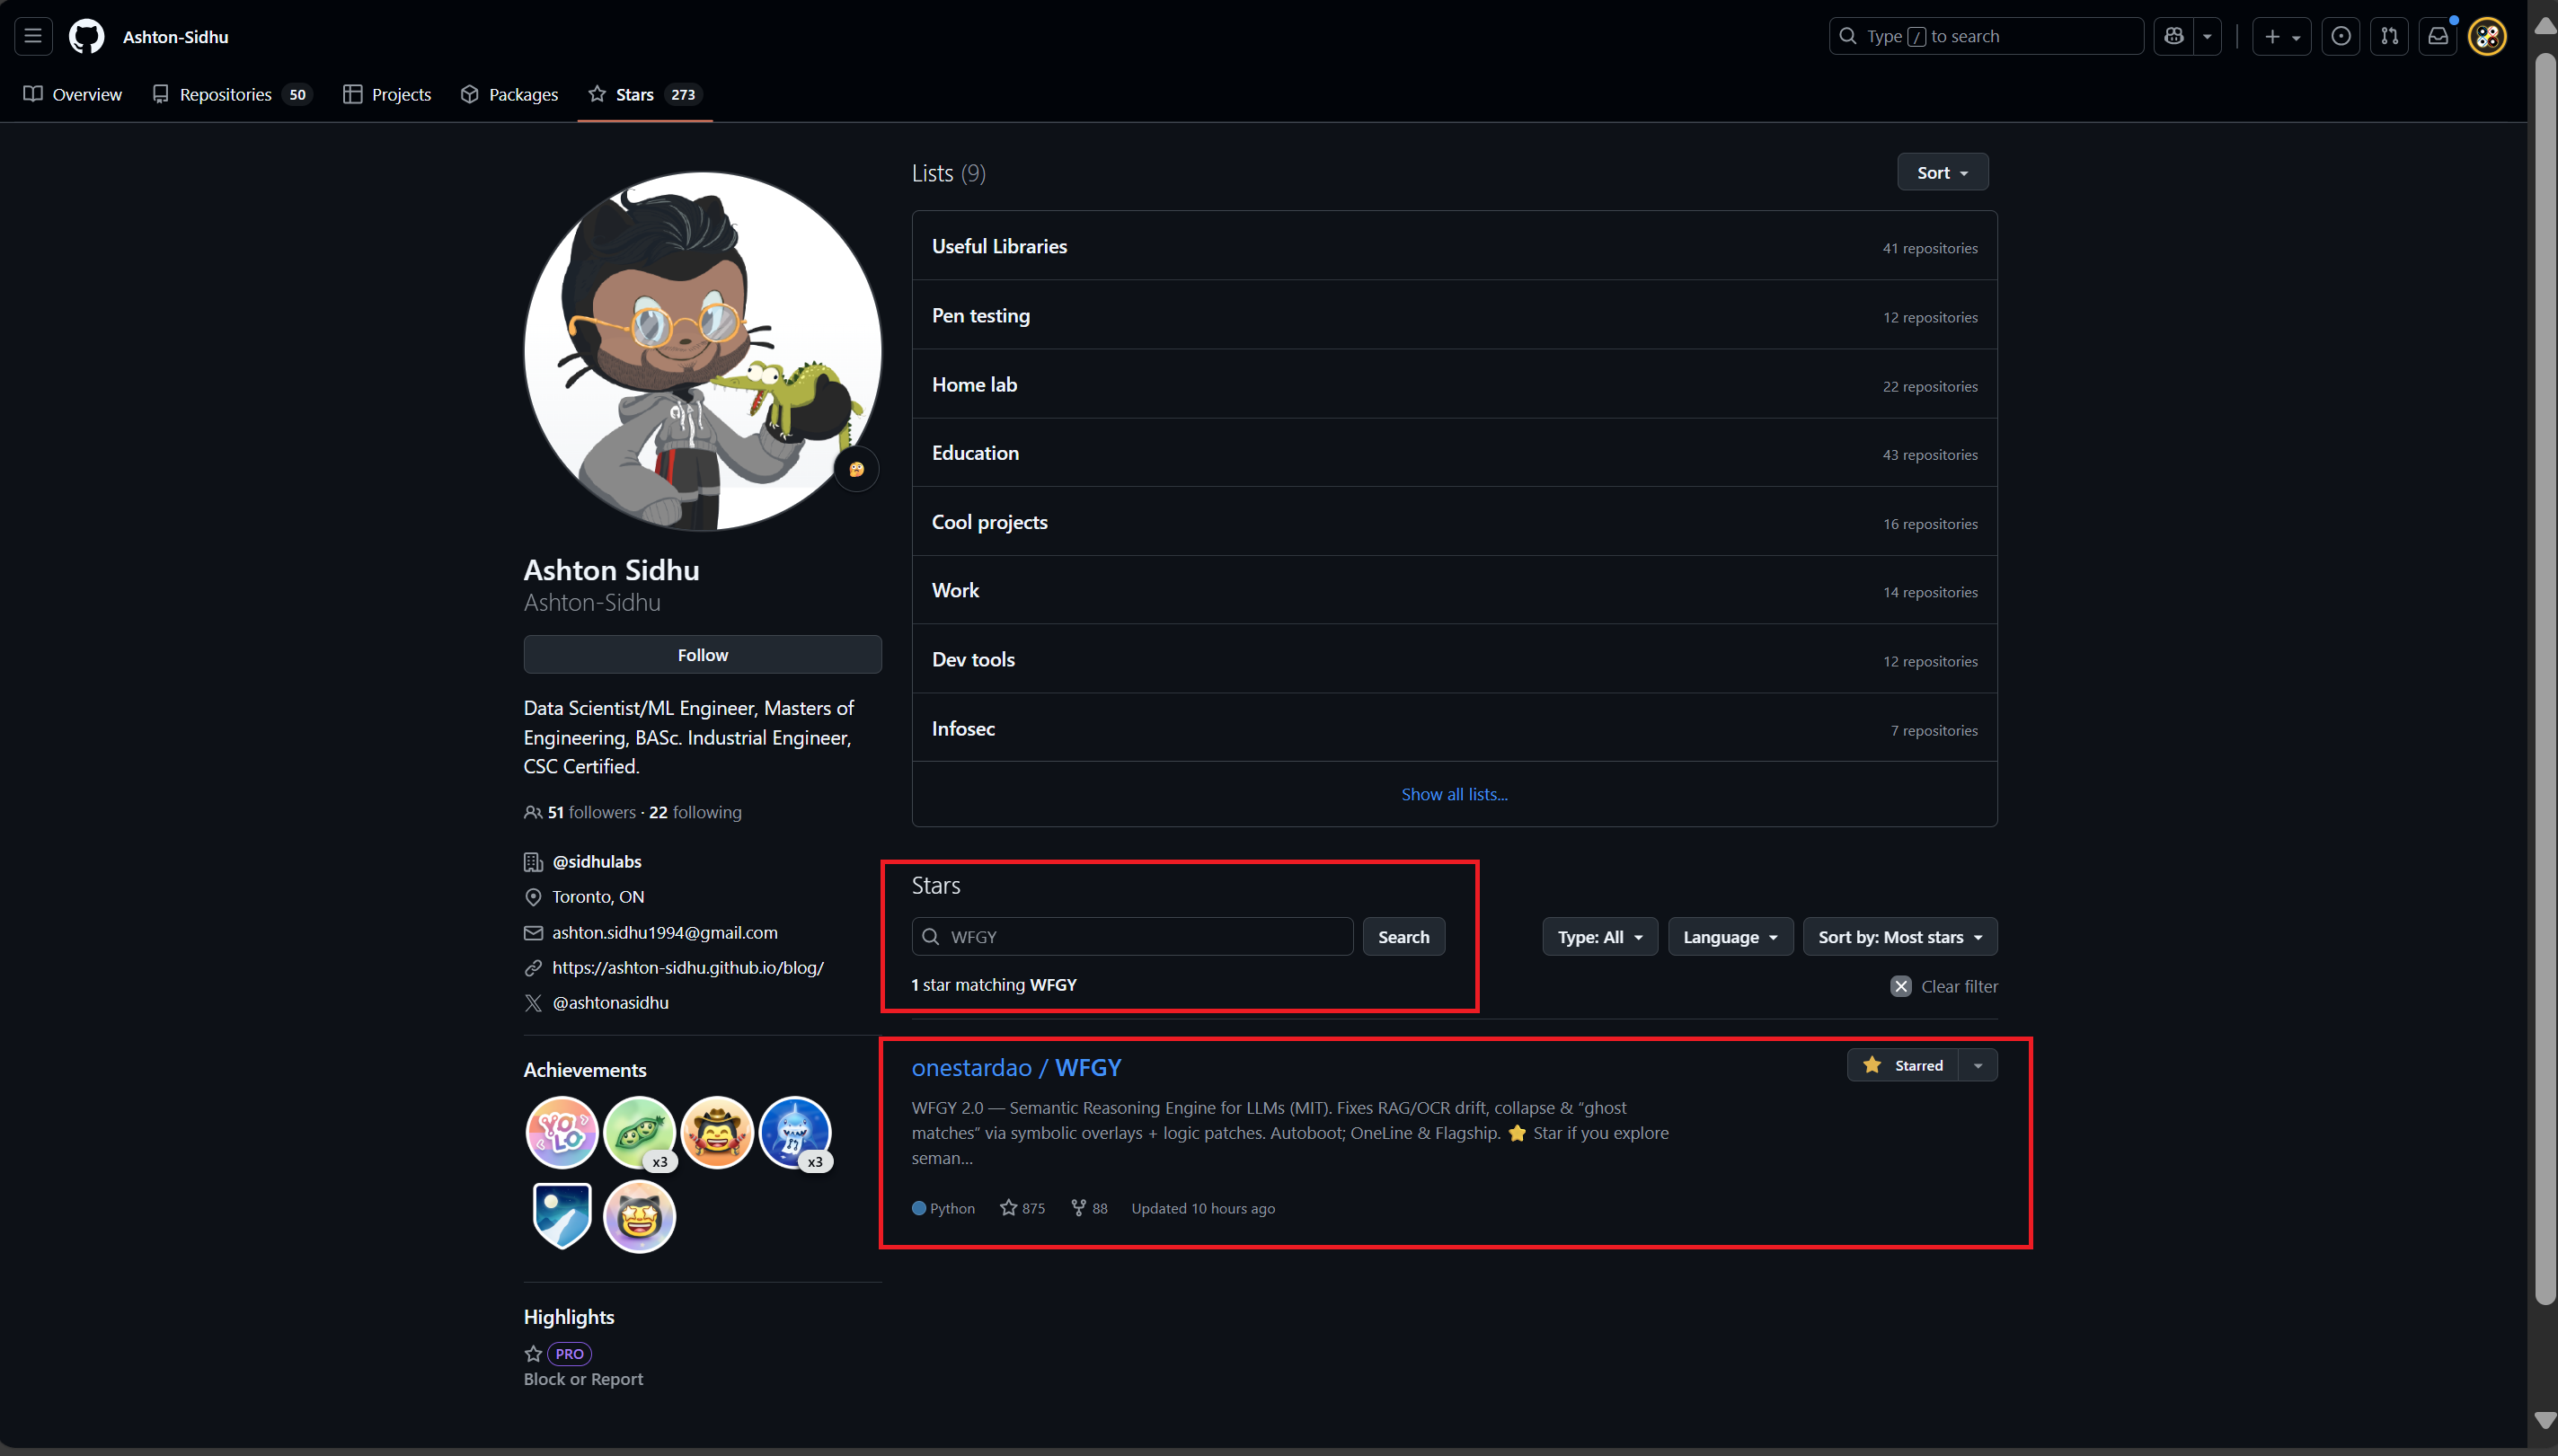 Ashton-Sidhu
Type / to search
Overview
Repositories 50
Projects
Packages
Stars 273
Lists (9)
Sort
Useful Libraries
41 repositories
Pen testing
12 repositories
Home lab
22 repositories
Education
43 repositories
Cool projects
16 repositories
Work
14 repositories
Dev tools
12 repositories
Infosec
7 repositories
Show all lists...
Ashton Sidhu
Ashton-Sidhu
Follow
Data Scientist/ML Engineer, Masters of
Engineering, BASc. Industrial Engineer,
CSC Certified.
51 followers · 22 following
@sidhulabs
Toronto, ON
ashton.sidhu1994@gmail.com
https://ashton-sidhu.github.io/blog/
@ashtonasidhu
Achievements
YOLO
x3
x3
Highlights
PRO
Block or Report
Stars
WFGY
Search
Type: All
Language
Sort by: Most stars
1 star matching WFGY
Clear filter
onestardao / WFGY
Starred
WFGY 2.0 — Semantic Reasoning Engine for LLMs (MIT). Fixes RAG/OCR drift, collapse & “ghost
matches” via symbolic overlays + logic patches. Autoboot; OneLine & Flagship. ⭐ Star if you explore
seman...
Python
875
88
Updated 10 hours ago